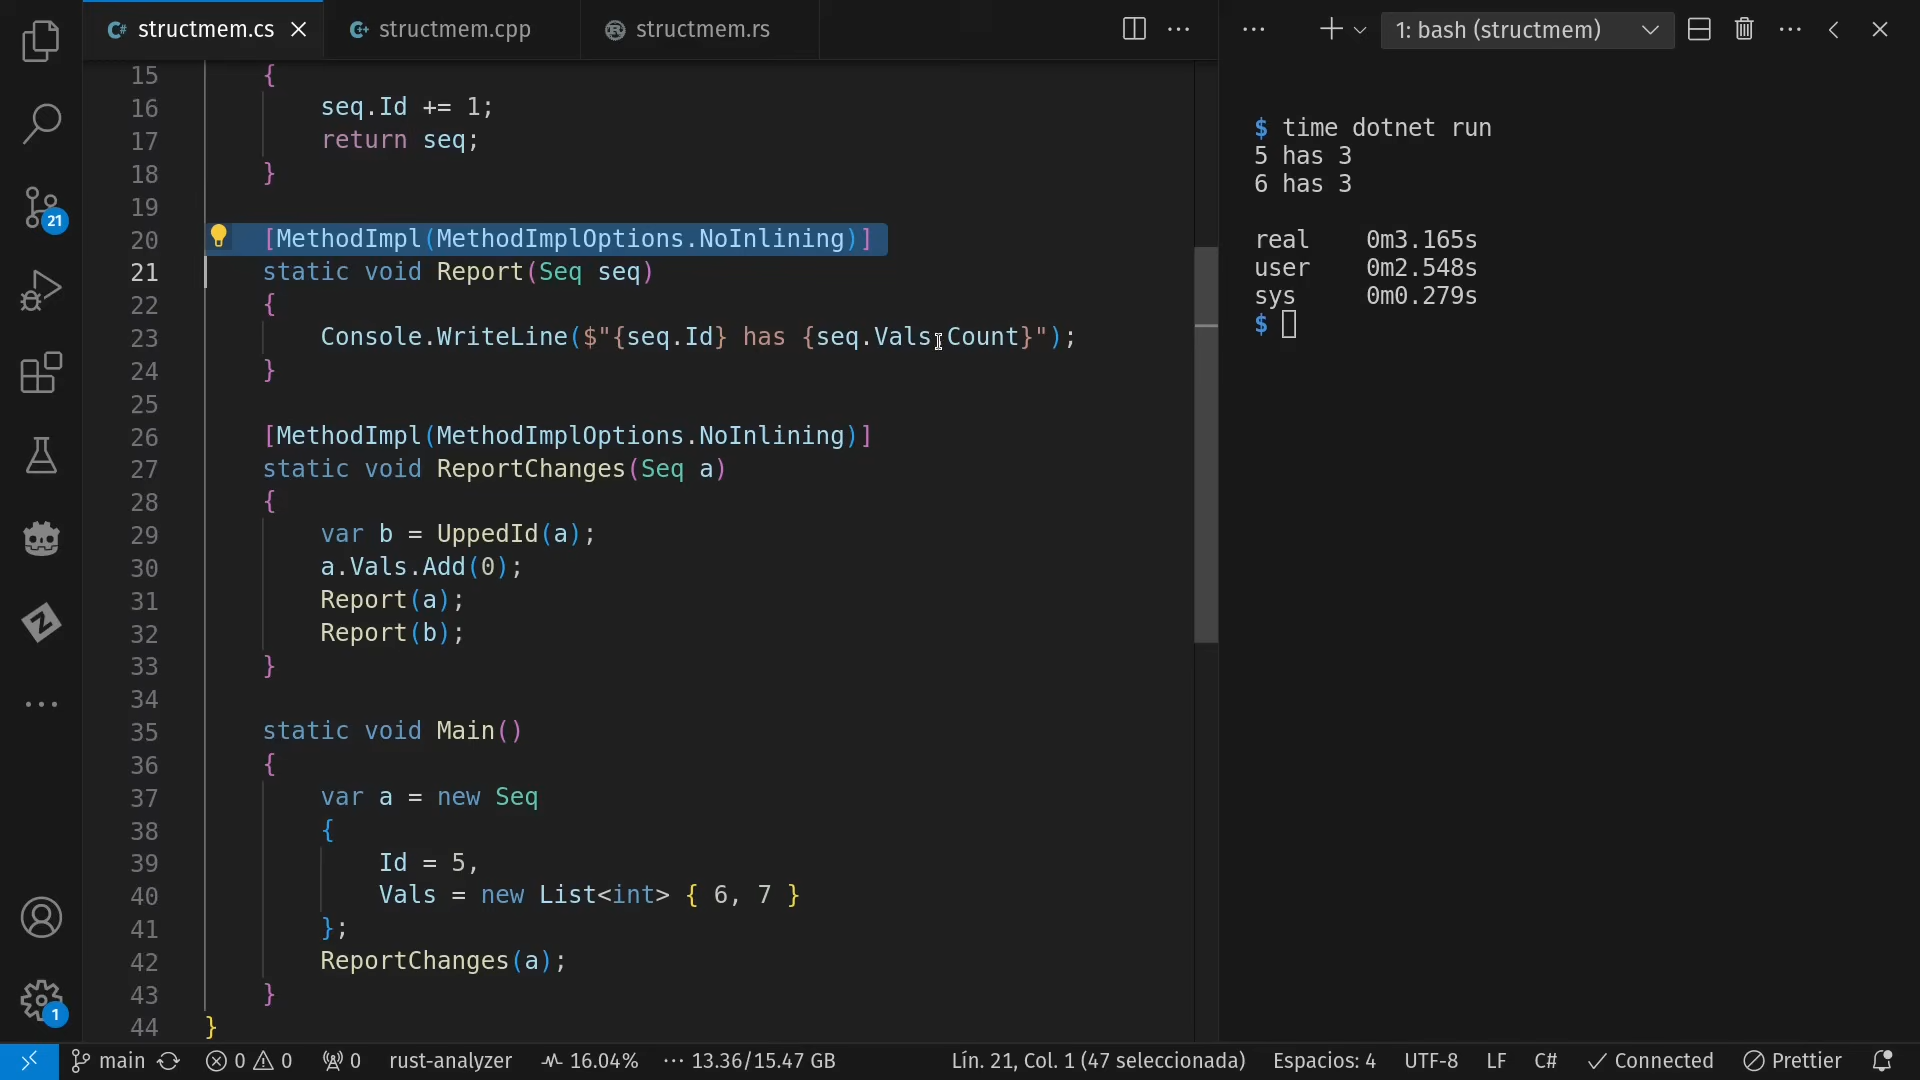 structmem.cs
structmem.cpp
structmem.rs
1: bash (structmem)
15 {
16 seq.Id += 1;
17 return seq;
18 }
19
20 [MethodImpl(MethodImplOptions.NoInlining)]
21 static void Report(Seq seq)
22 {
23 Console.WriteLine($"{seq.Id} has {seq.Vals.Count}");
24 }
25
26 [MethodImpl(MethodImplOptions.NoInlining)]
27 static void ReportChanges(Seq a)
28 {
29 var b = UppedId(a);
30 a.Vals.Add(0);
31 Report(a);
32 Report(b);
33 }
34
35 static void Main()
36 {
37 var a = new Seq
38 {
39 Id = 5,
40 Vals = new List<int> { 6, 7 }
41 };
42 ReportChanges(a);
43 }
44 }
$ time dotnet run
5 has 3
6 has 3
real 0m3.165s
user 0m2.548s
sys 0m0.279s
$
21
1
main 0 0 0 rust-analyzer 16.04% 13.36/15.47 GB Lín. 21, Col. 1 (47 seleccionada) Espacios: 4 UTF-8 LF C# Connected Prettier